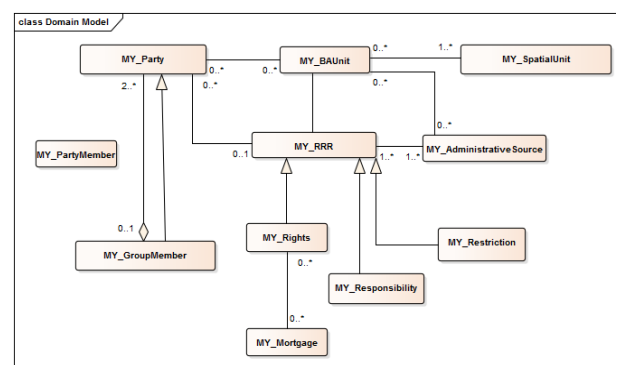 class Domain Model
MY_Party
0..*
0..*
MY_BAUnit
0..*
1..*
MY_SpatialUnit
2..*
0..*
0..*
0..*
MY_PartyMember
0..1
MY_RRR
1..*
1..*
MY_AdministrativeSource
0..1
MY_GroupMember
MY_Rights
0..*
MY_Restriction
MY_Responsibility
0..*
MY_Mortgage